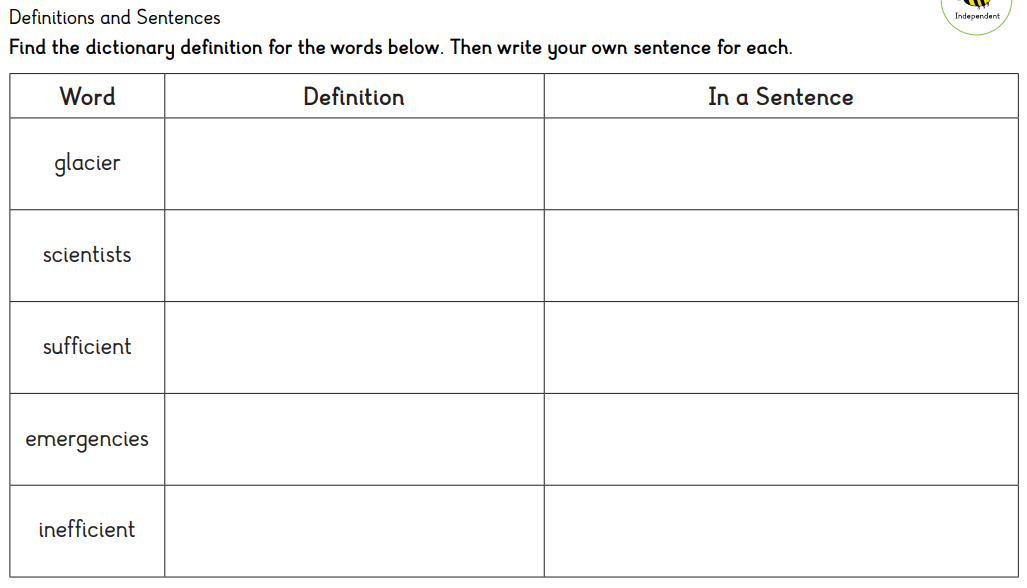 Definitions and Sentences
Independent
Find the dictionary definition for the words below. Then write your own sentence for each.
Word Definition In a Sentence
glacier
scientists
sufficient
emergencies
inefficient